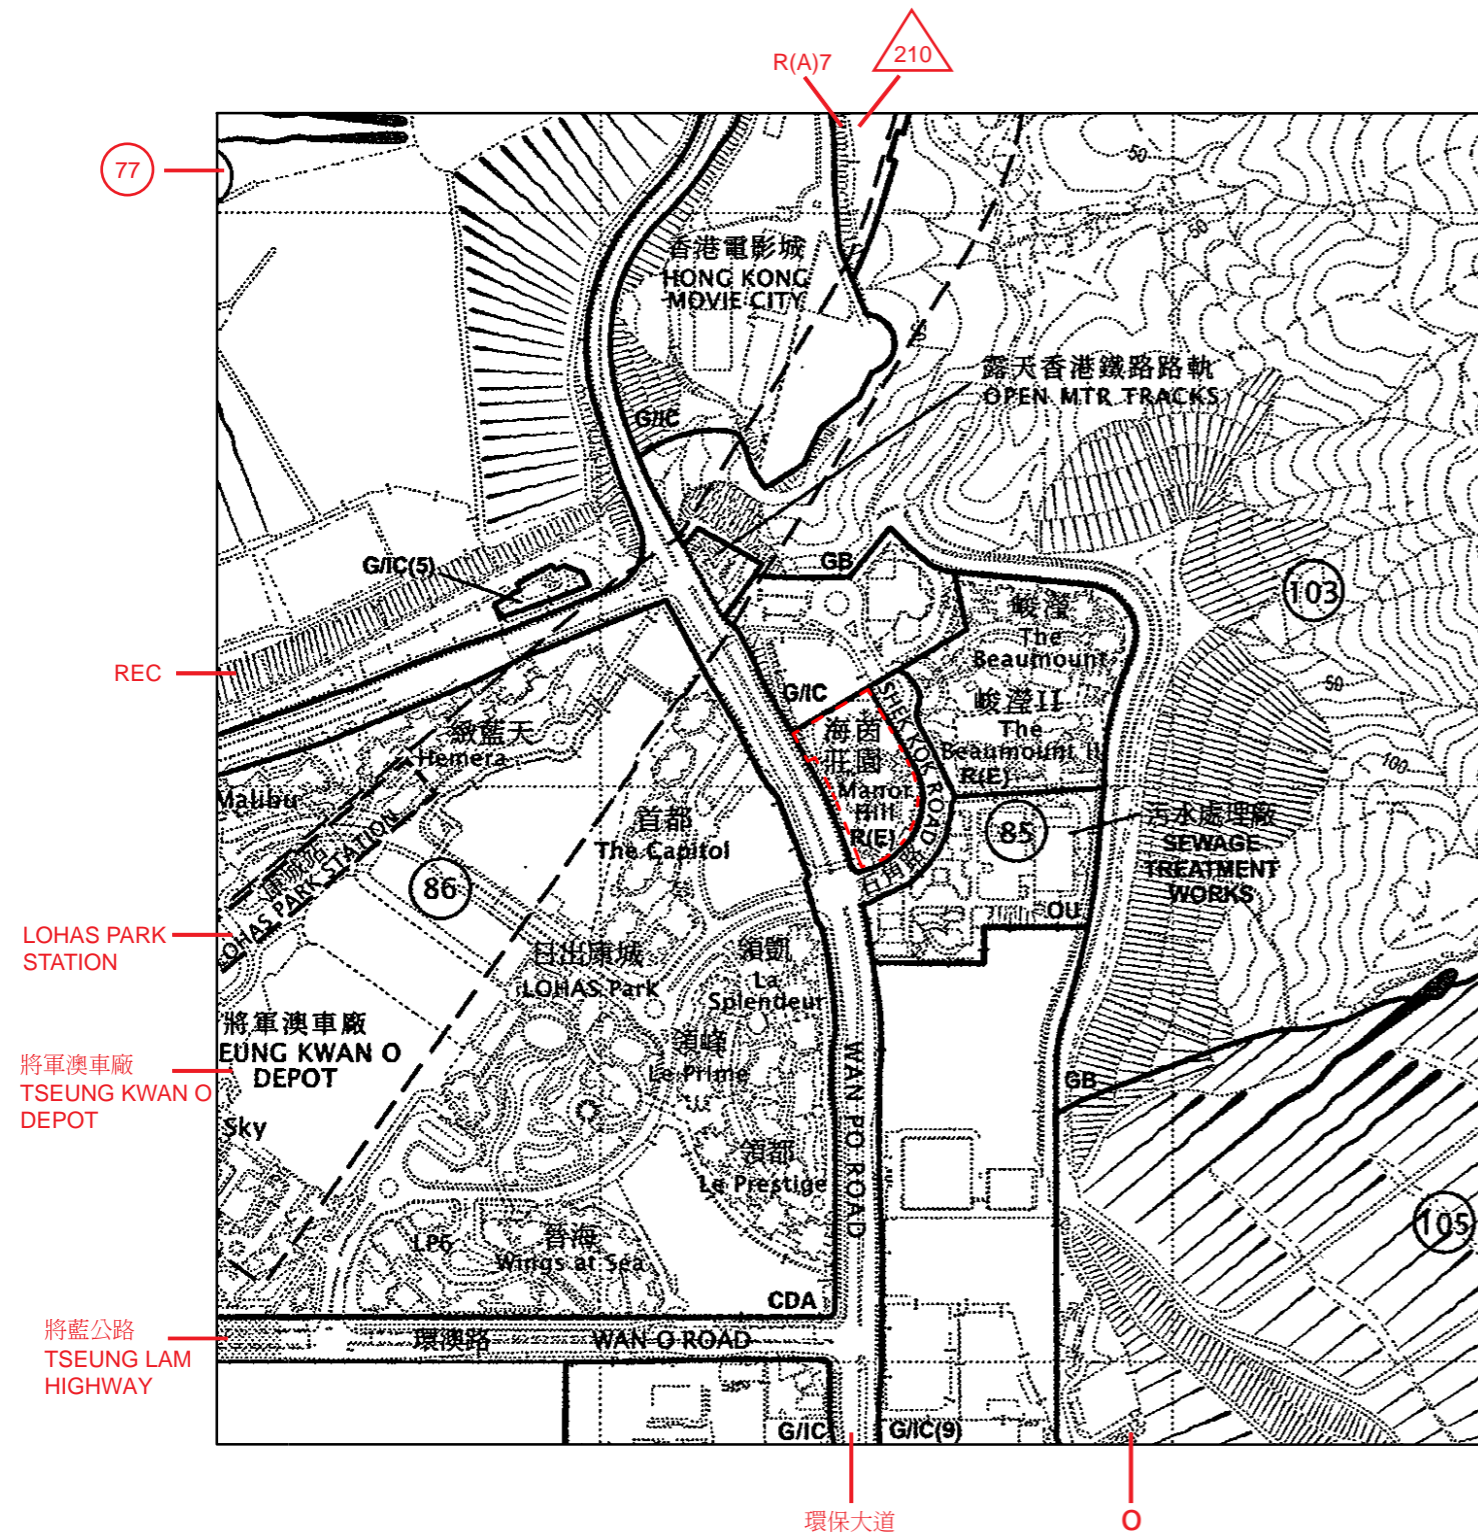 R(A)7
210
77
50
50
香港電影城
HONG KONG
MOVIE CITY
50
露天香港鐵路路軌
OPEN MTR TRACKS
G/IC
G/IC(5)
GB
103
峻瀅
The
Beaumount
REC
50
G/IC
SHEK KOK ROAD
峻瀅II
The
Beaumount II
R(E)
緻藍天
Hemera
海茵
莊園
Manor
Hill
R(E)
100
Malibu
首都
The Capitol
85
污水處理廠
SEWAGE
TREATMENT
WORKS
石角路
86
康城站
LOHAS PARK STATION
OU
LOHAS PARK
STATION
日出康城
LOHAS Park
領凱
La
Splendeur
將軍澳車廠
EUNG KWAN O
DEPOT
領峰
Le Prime
將軍澳車廠
TSEUNG KWAN O
DEPOT
WAN PO ROAD
GB
Sky
領都
Le Prestige
105
LP6
晉海
Wings at Sea
CDA
將藍公路
TSEUNG LAM
HIGHWAY
環澳路 WAN O ROAD
G/IC
G/IC(9)
環保大道
O